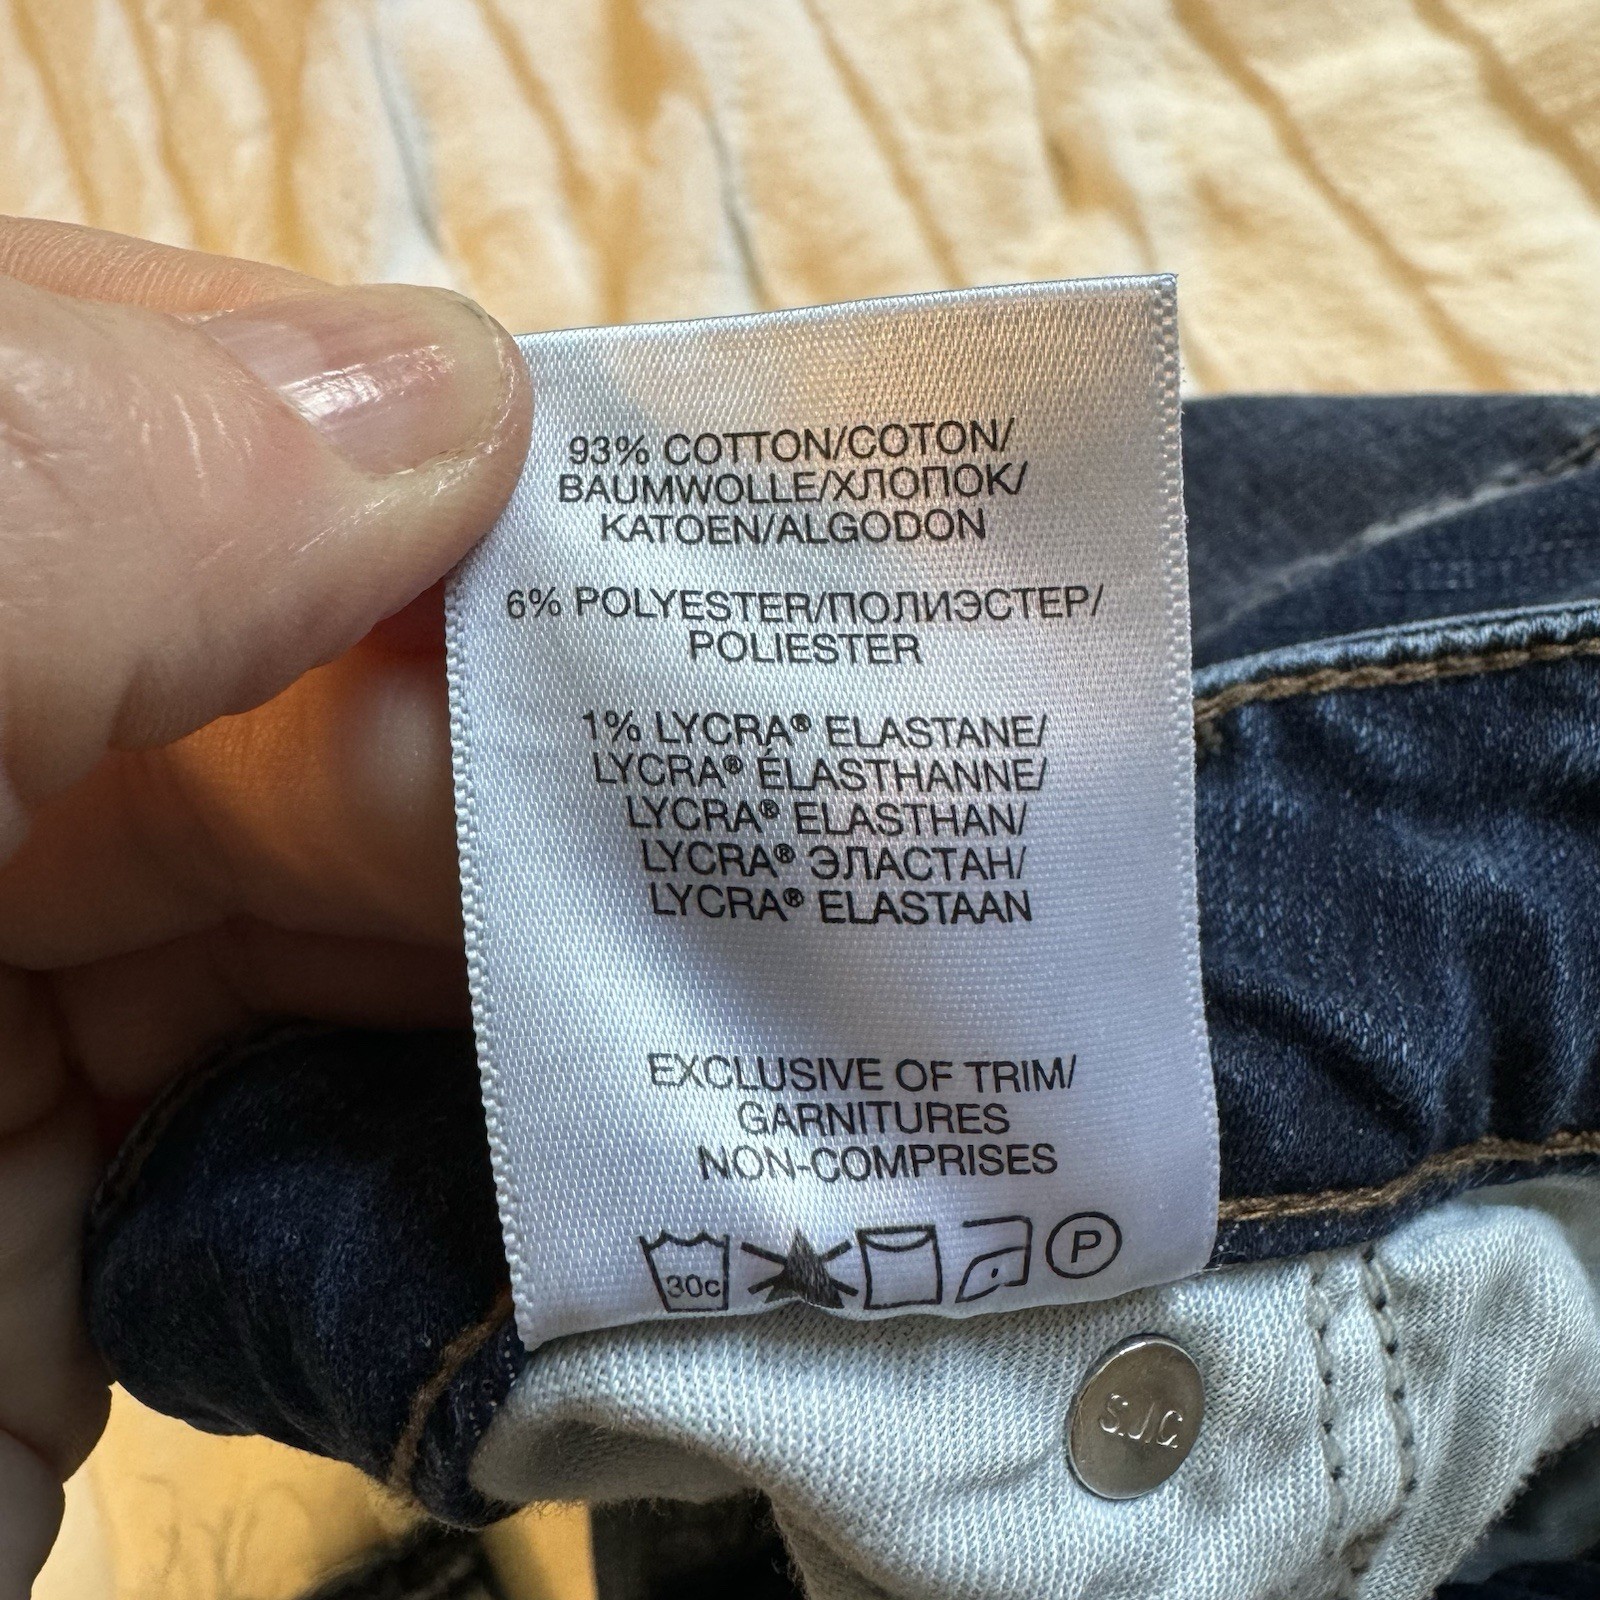 93% COTTON/COTON/
BAUMWOLLE/ХЛОПОК/
KATOEN/ALGODON
6% POLYESTER/ПОЛИЭСТЕР/
POLIESTER
1% LYCRA® ELASTANE/
LYCRA® ÉLASTHANNE/
LYCRA® ELASTHAN/
LYCRA® ЭЛАСТАН/
LYCRA® ELASTAAN
EXCLUSIVE OF TRIM/
GARNITURES
NON-COMPRISES
30c P
S.J.C.